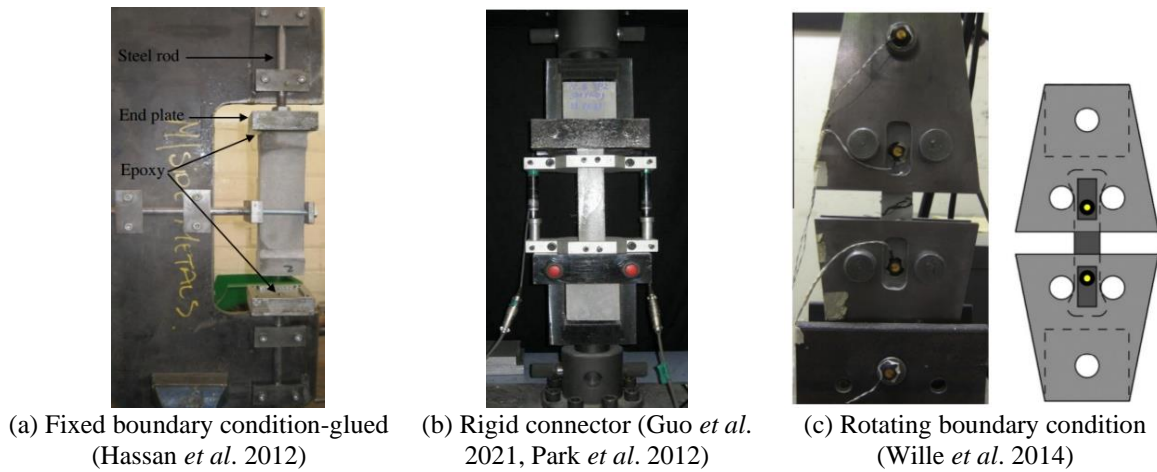 Steel rod
End plate
Epoxy
(a) Fixed boundary condition-glued
(Hassan et al. 2012)
(b) Rigid connector (Guo et al.
2021, Park et al. 2012)
(c) Rotating boundary condition
(Wille et al. 2014)